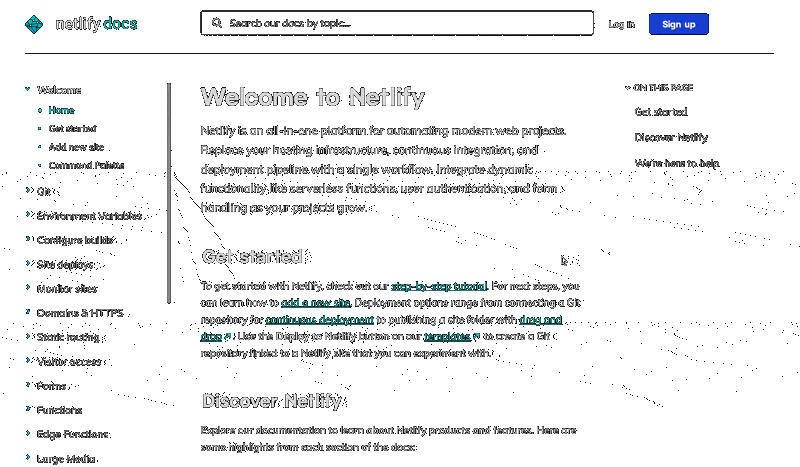 netlify docs
Search our docs by topic...
Log in
Sign up
Welcome
Home
Get started
Add new site
Command Palette
Git
Environment Variables
Configure builds
Site deploys
Monitor sites
Domains & HTTPS
Static routing
Visitor access
Forms
Functions
Edge Functions
Large Media
Welcome to Netlify
Netlify is an all-in-one platform for automating modern web projects.
Replace your hosting infrastructure, continuous integration, and
deployment pipeline with a single workflow. Integrate dynamic
functionality like serverless functions, user authentication, and form
handling as your projects grow.
Get started
To get started with Netlify, check out our step-by-step tutorial. For next steps, you
can learn how to add a new site. Deployment options range from connecting a Git
repository for continuous deployment to publishing a site folder with drag and
drop. Use the Deploy to Netlify button on our templates to create a Git
repository linked to a Netlify site that you can experiment with.
Discover Netlify
Explore our documentation to learn about Netlify products and features. Here are
some highlights from each section of the docs:
ON THIS PAGE
Get started
Discover Netlify
We're here to help